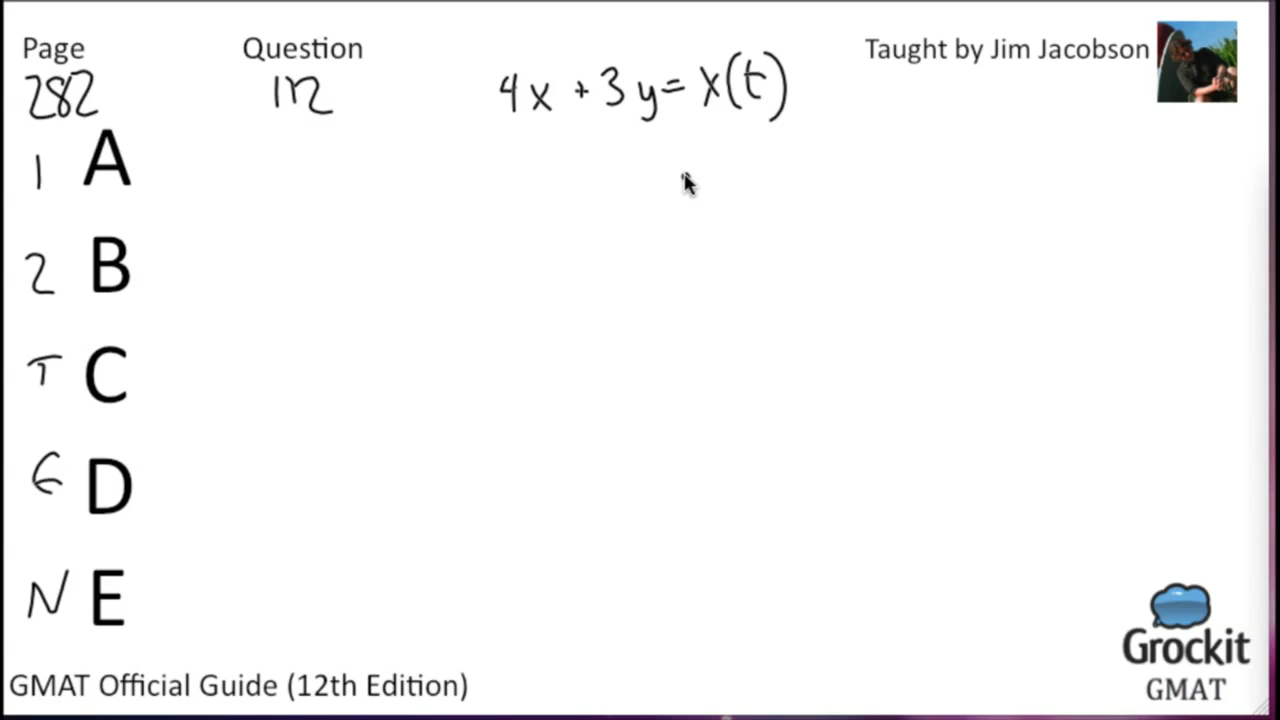 Page Question Taught by Jim Jacobson
282 112 4x + 3y = x(t)
1 A
2 B
T C
E D
N E
Grockit
GMAT
GMAT Official Guide (12th Edition)